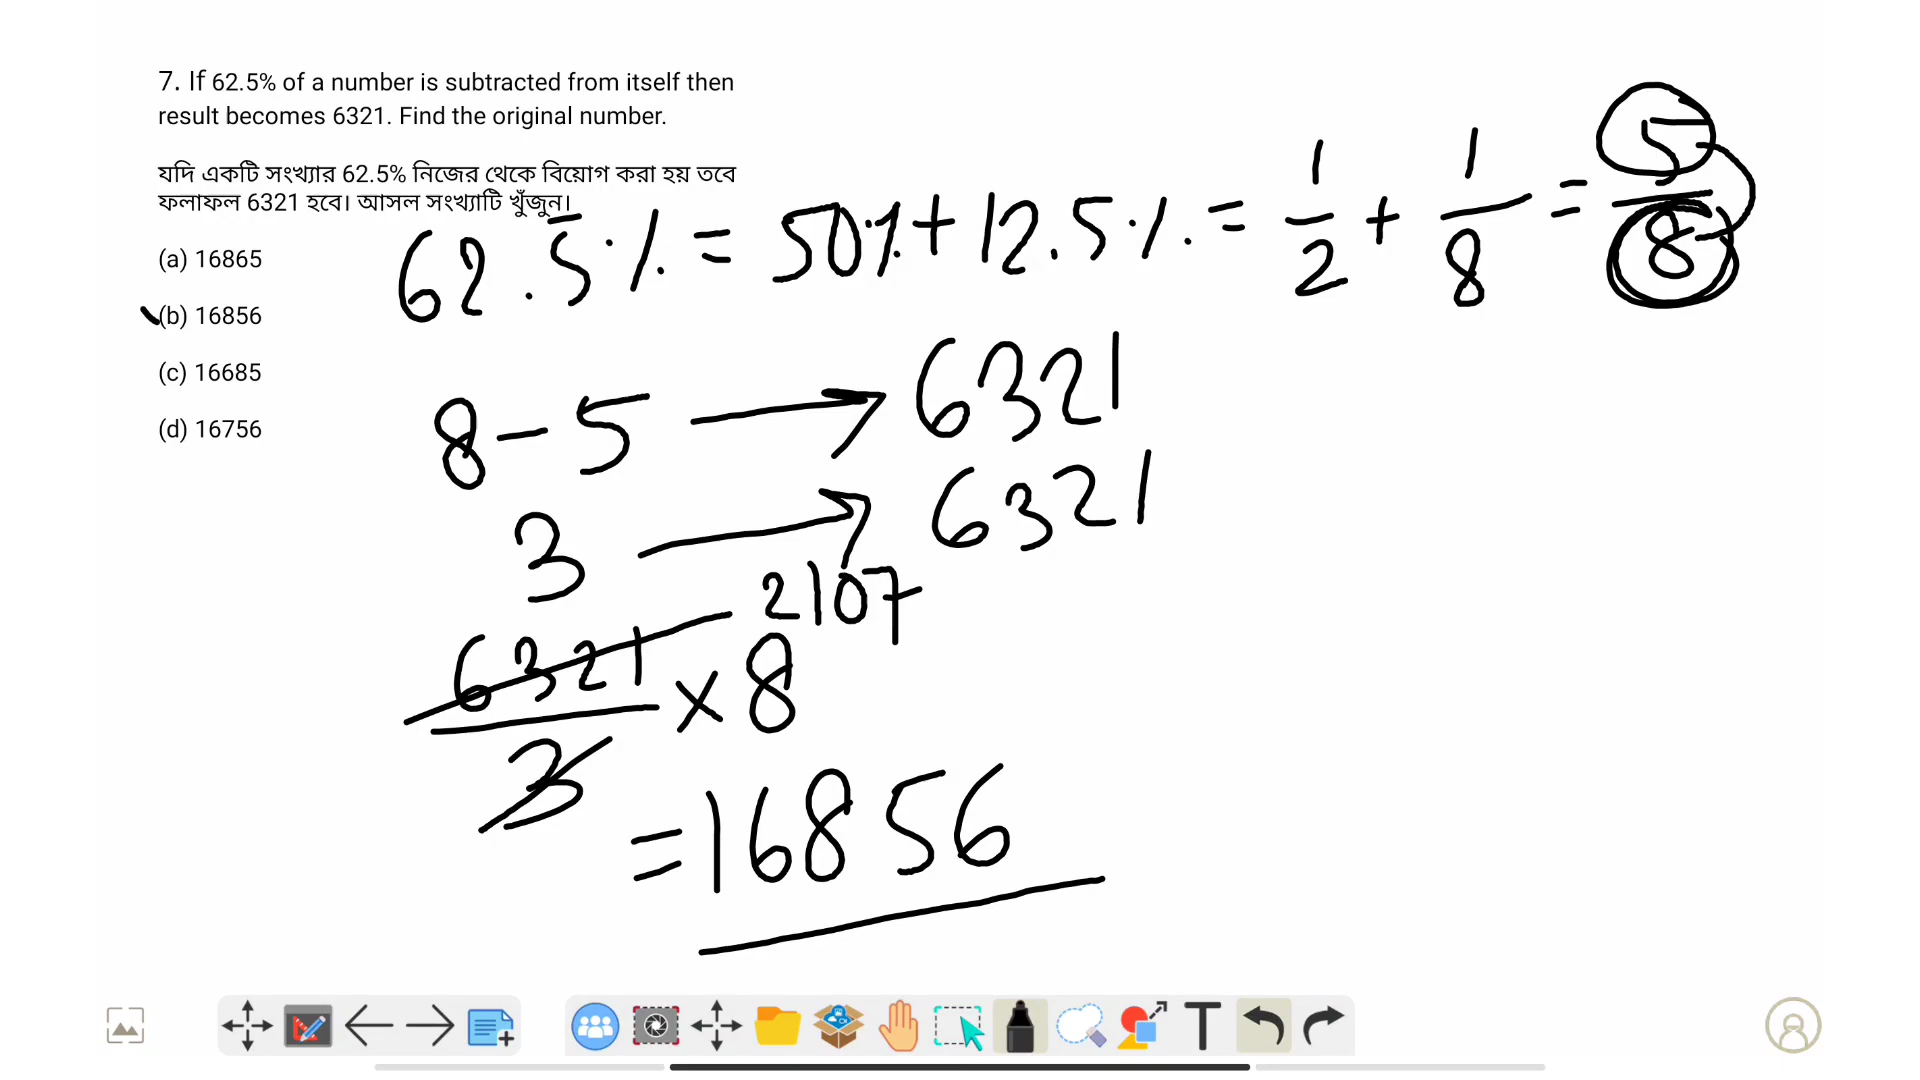 7. If 62.5% of a number is subtracted from itself then
result becomes 6321. Find the original number.
যদি একটি সংখ্যার 62.5% নিজের থেকে বিয়োগ করা হয় তবে
ফলাফল 6321 হবে। আসল সংখ্যাটি খুঁজুন।
(a) 16865
(b) 16856
(c) 16685
(d) 16756
62.5% = 50% + 12.5% = 1/2 + 1/8 = 5/8
8-5 → 6321
3 → 6321
2107
6321/3 × 8
= 16856
T